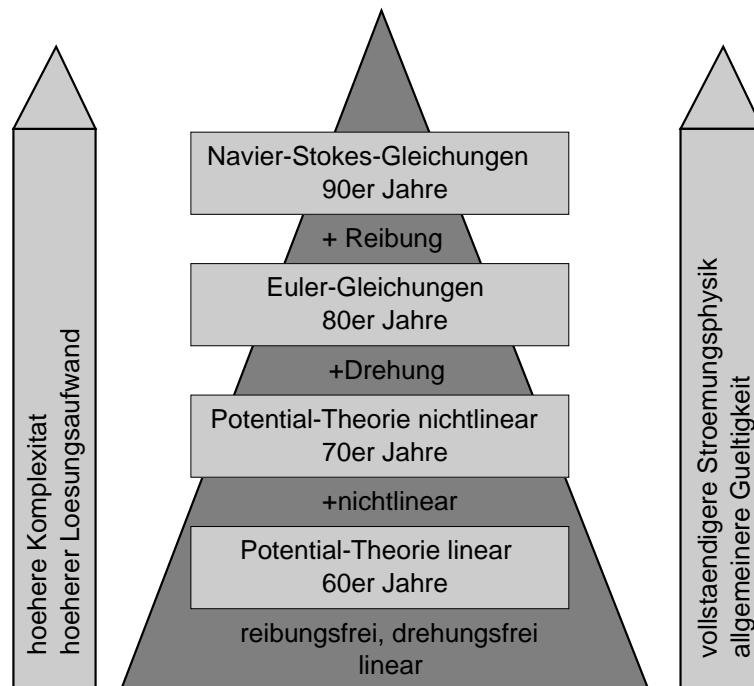 Navier-Stokes-Gleichungen
90er Jahre
+ Reibung
Euler-Gleichungen
80er Jahre
+Drehung
Potential-Theorie nichtlinear
70er Jahre
+nichtlinear
Potential-Theorie linear
60er Jahre
reibungsfrei, drehungsfrei
linear
hoehere Komplexitat
hoeherer Loesungsaufwand
vollstaendigere Stroemungsphysik
allgemeinere Gueltigkeit